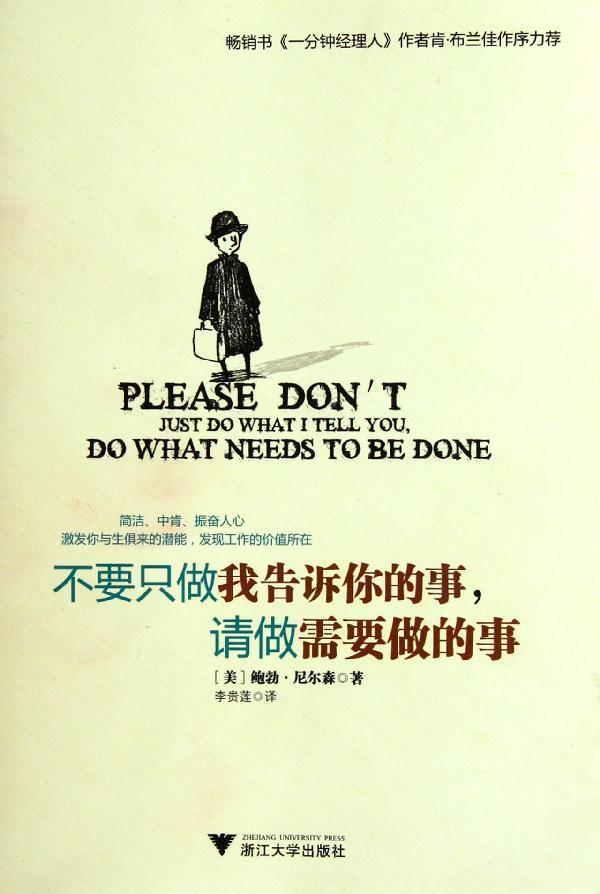 畅销书《一分钟经理人》作者肯·布兰佳作序力荐
PLEASE DON'T
JUST DO WHAT I TELL YOU,
DO WHAT NEEDS TO BE DONE
简洁、中肯、振奋人心
激发你与生俱来的潜能，发现工作的价值所在
不要只做我告诉你的事，
请做需要做的事
［美］鲍勃·尼尔森◎著
李贵莲◎译
ZHEJIANG UNIVERSITY PRESS
浙江大学出版社